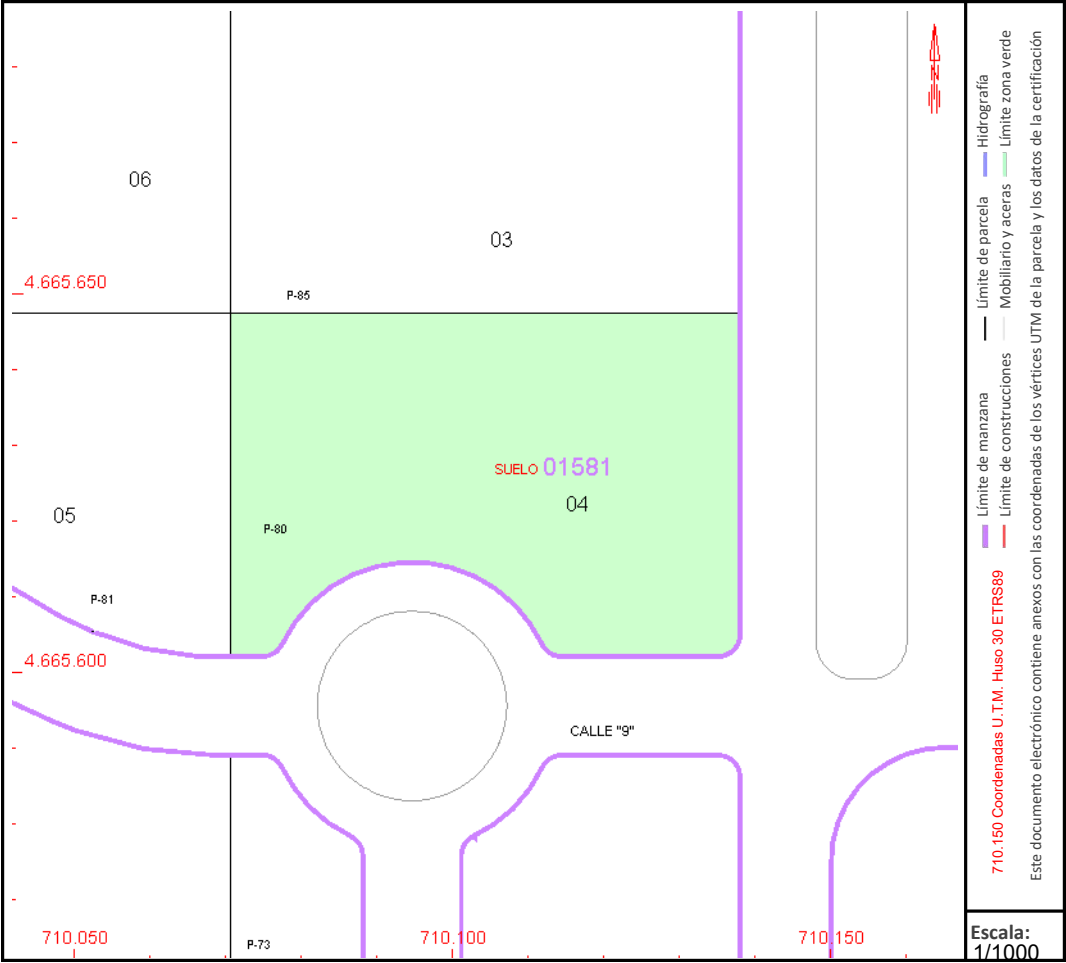 06
03
4.665.650
P-85
SUELO 01581
04
05
P-80
P-81
4.665.600
CALLE "9"
710.050
710.100
710.150
P-73
N
Límite de manzana
Límite de parcela
Hidrografía
Límite de construcciones
Mobiliario y aceras
Límite zona verde
710.150 Coordenadas U.T.M. Huso 30 ETRS89
Este documento electrónico contiene anexos con las coordenadas de los vértices UTM de la parcela y los datos de la certificación
Escala:
1/1000